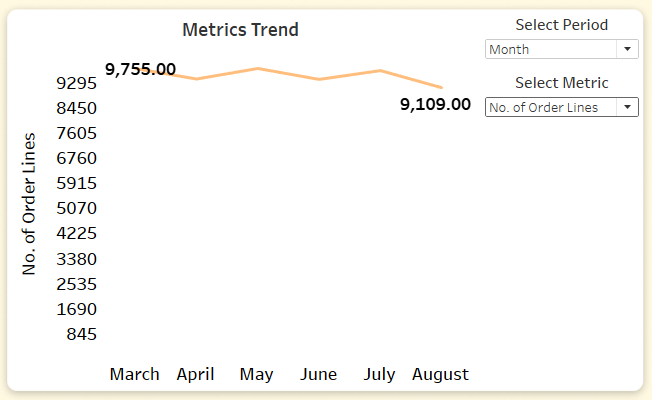 Metrics Trend
Select Period
Month
Select Metric
No. of Order Lines
9,755.00
9,109.00
No. of Order Lines
9295
8450
7605
6760
5915
5070
4225
3380
2535
1690
845
March April May June July August